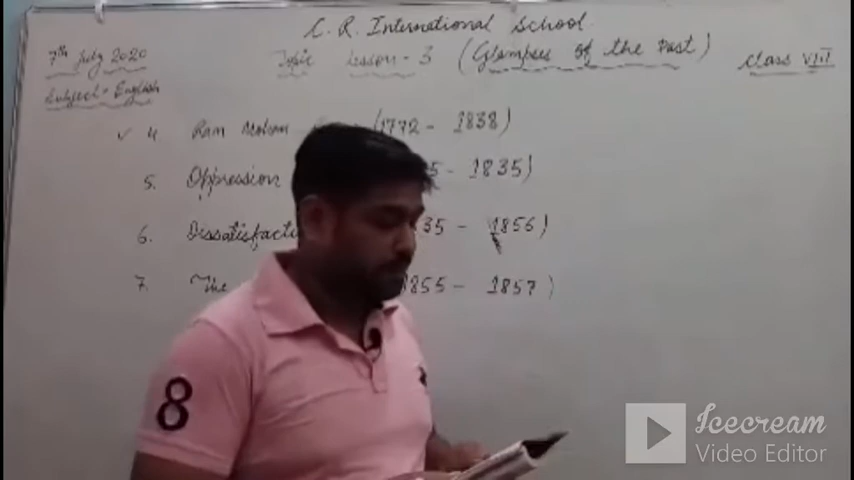 C. R. International School
7th July 2020 Topic Lesson - 3 (Glimpses Of the Past) Class VIII
Subject - English
✓ 4. Ram Mohan (1772 - 1838)
5. Oppression 5 - 1835)
6. Dissatisfacti 35 - 1856)
7. The 1855 - 1857)
8
Icecream
Video Editor